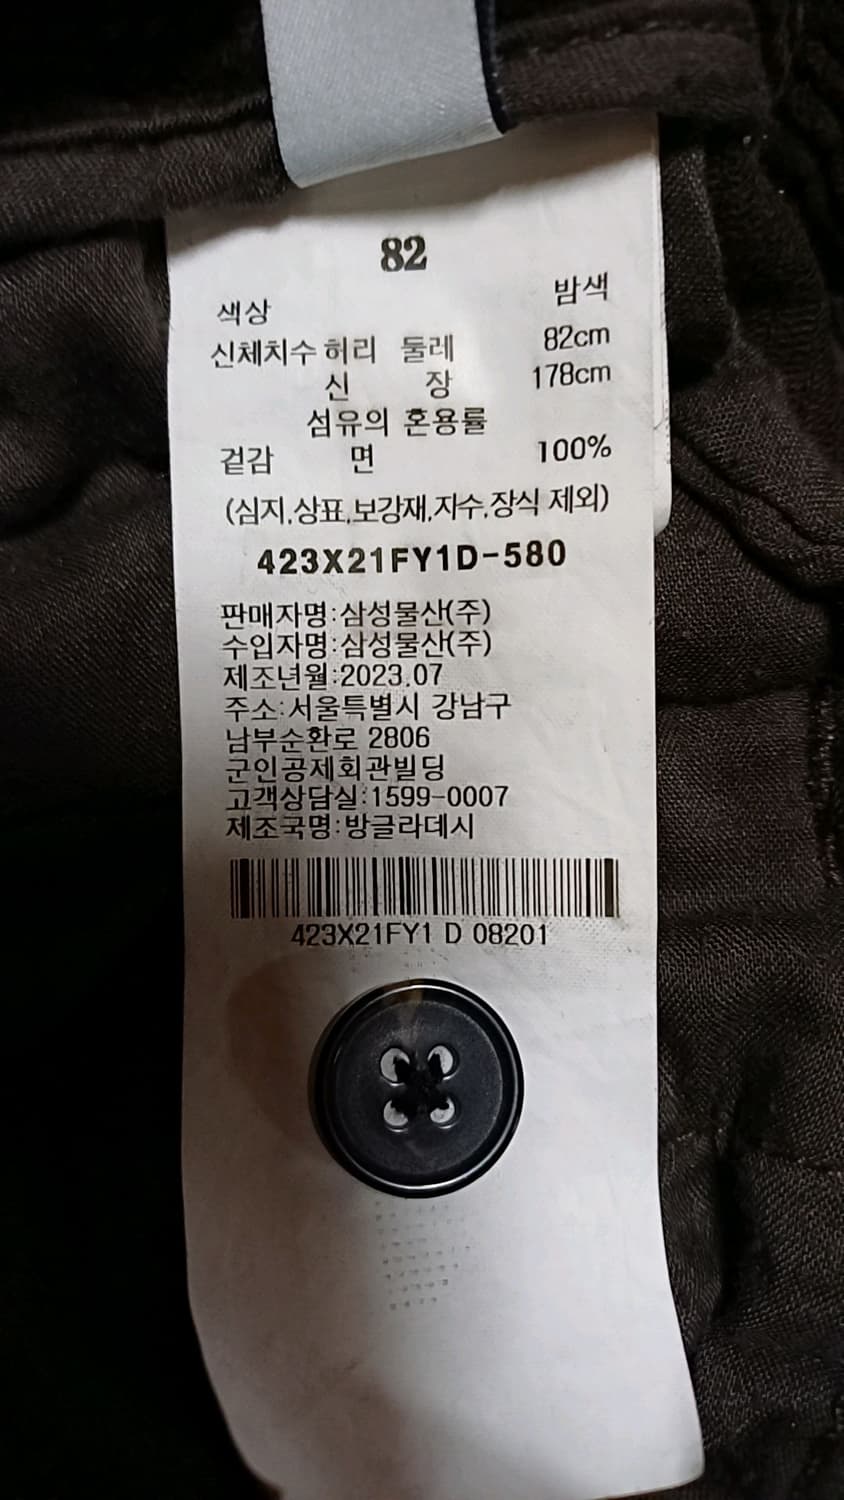 82
색상 밤색
신체치수 허리 둘레 82cm
신 장 178cm
섬유의 혼용률
겉감 면 100%
(심지,상표,보강재,자수,장식 제외)
423X21FY1D-580
판매자명:삼성물산(주)
수입자명:삼성물산(주)
제조년월:2023.07
주소:서울특별시 강남구
남부순환로 2806
군인공제회관빌딩
고객상담실:1599-0007
제조국명:방글라데시
423X21FY1 D 08201